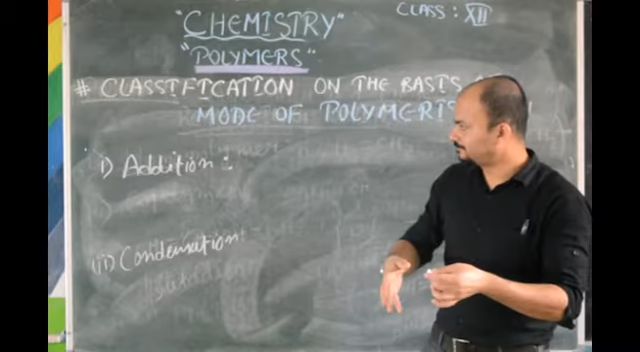 "CHEMISTRY"
CLASS : XII
"POLYMERS"
# CLASSIFICATION ON THE BASIS
MODE OF POLYMERIS
i) Addition :
(ii) Condensation